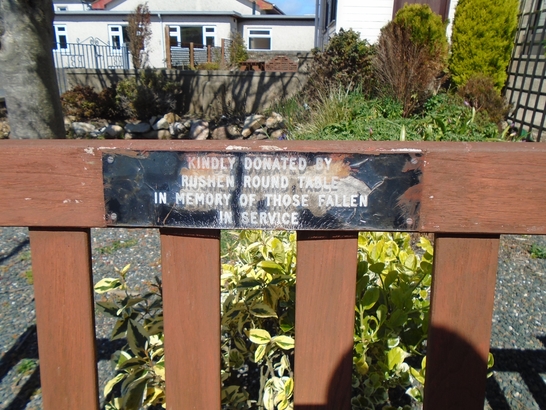 KINDLY DONATED BY
RUSHEN ROUND TABLE
IN MEMORY OF THOSE FALLEN
IN SERVICE